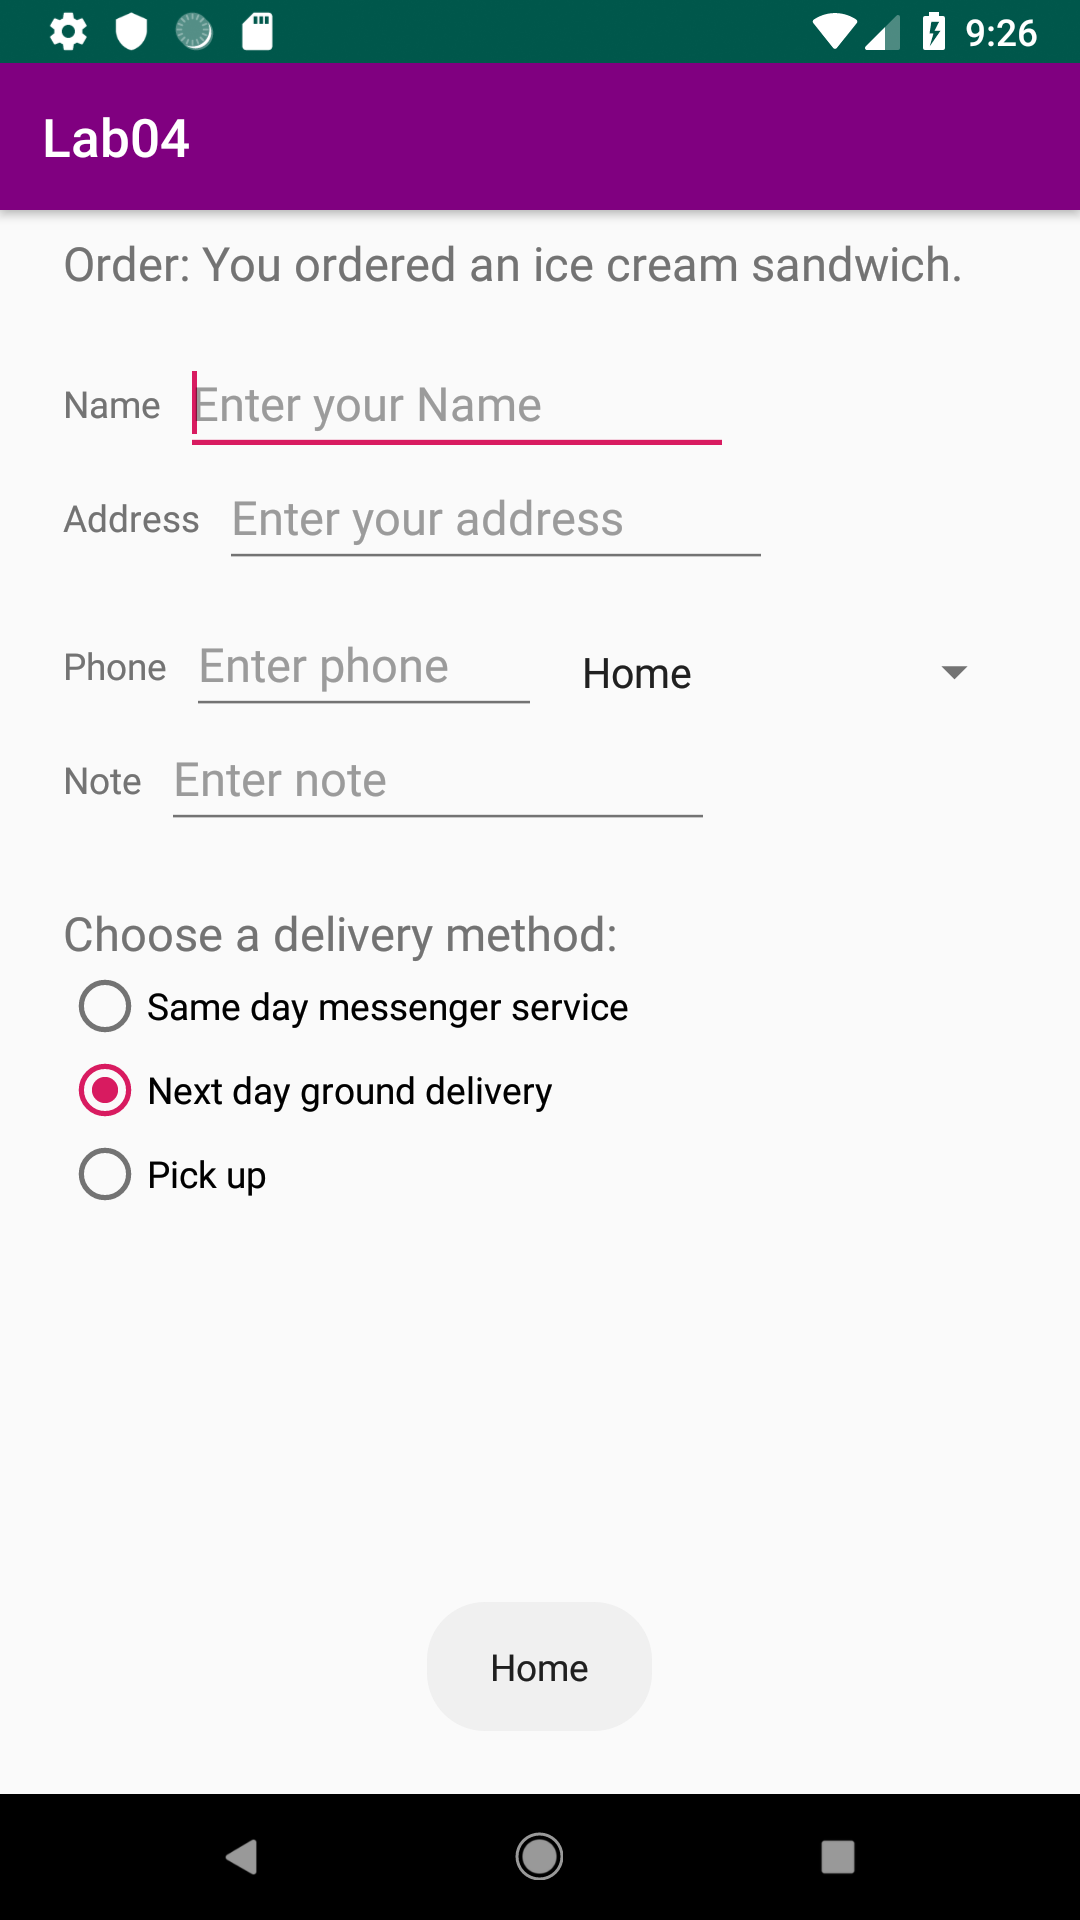 9:26
Lab04
Order: You ordered an ice cream sandwich.
Name Enter your Name
Address Enter your address
Phone Enter phone Home
Note Enter note
Choose a delivery method:
Same day messenger service
Next day ground delivery
Pick up
Home